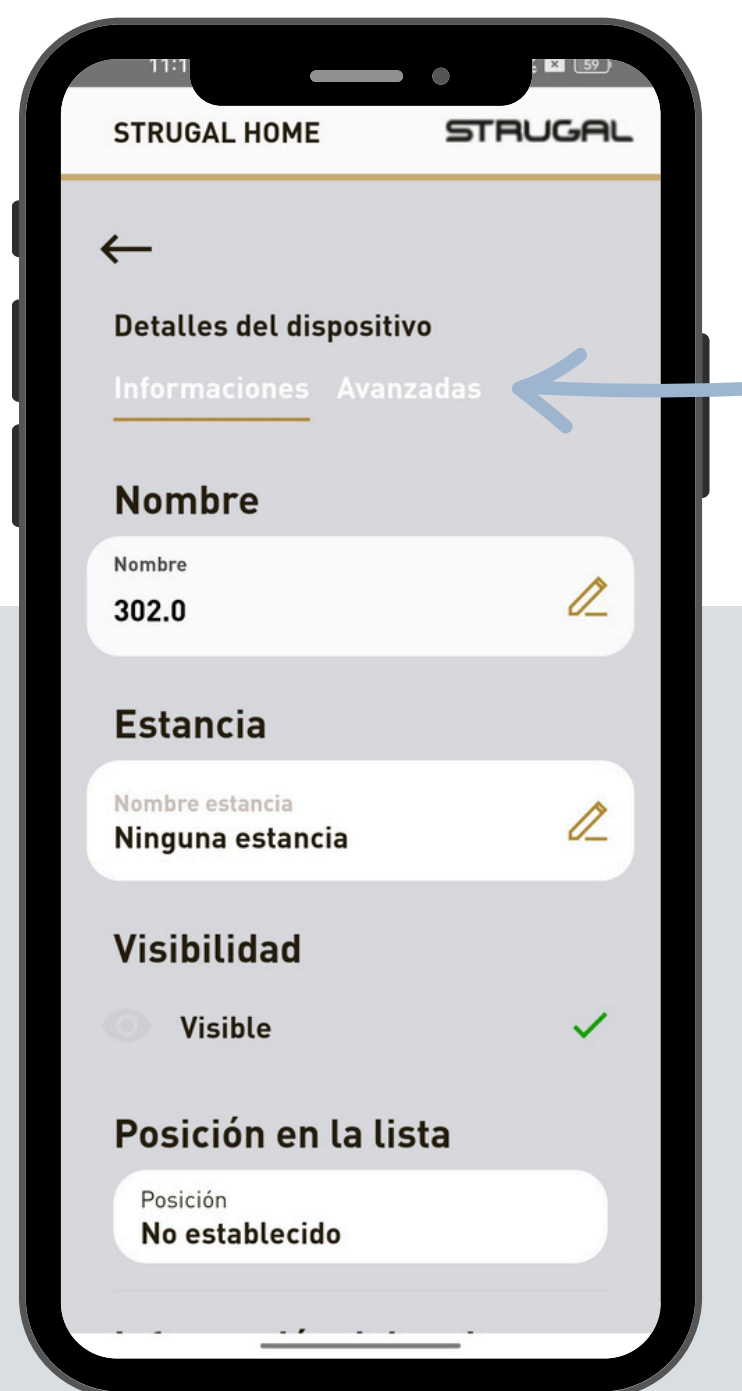 59
STRUGAL HOME STRUGAL
Detalles del dispositivo
Informaciones Avanzadas
Nombre
Nombre
302.0
Estancia
Nombre estancia
Ninguna estancia
Visibilidad
Visible
Posición en la lista
Posición
No establecido